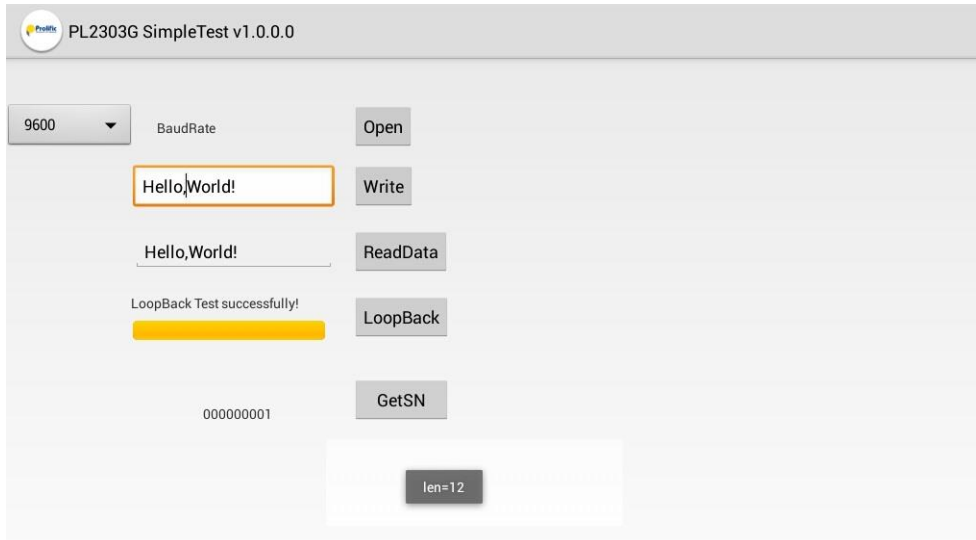 Prolific
PL2303G SimpleTest v1.0.0.0
9600
BaudRate
Open
Hello,World!
Write
Hello,World!
ReadData
LoopBack Test successfully!
LoopBack
GetSN
000000001
len=12